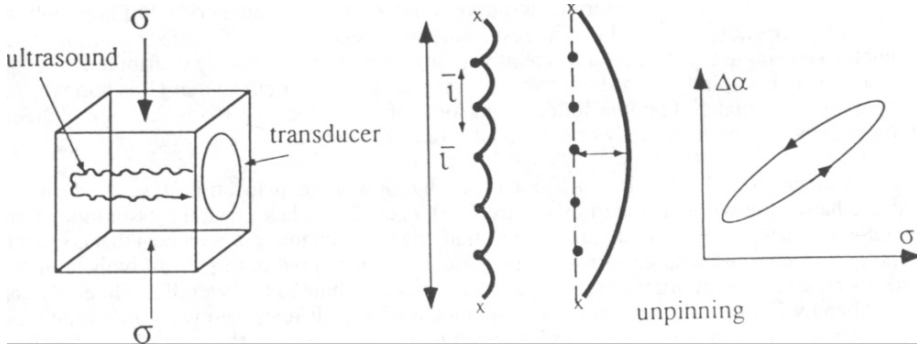 σ
ultrasound
transducer
σ
x
l̄
l̄
x
x
x
unpinning
Δα
σ